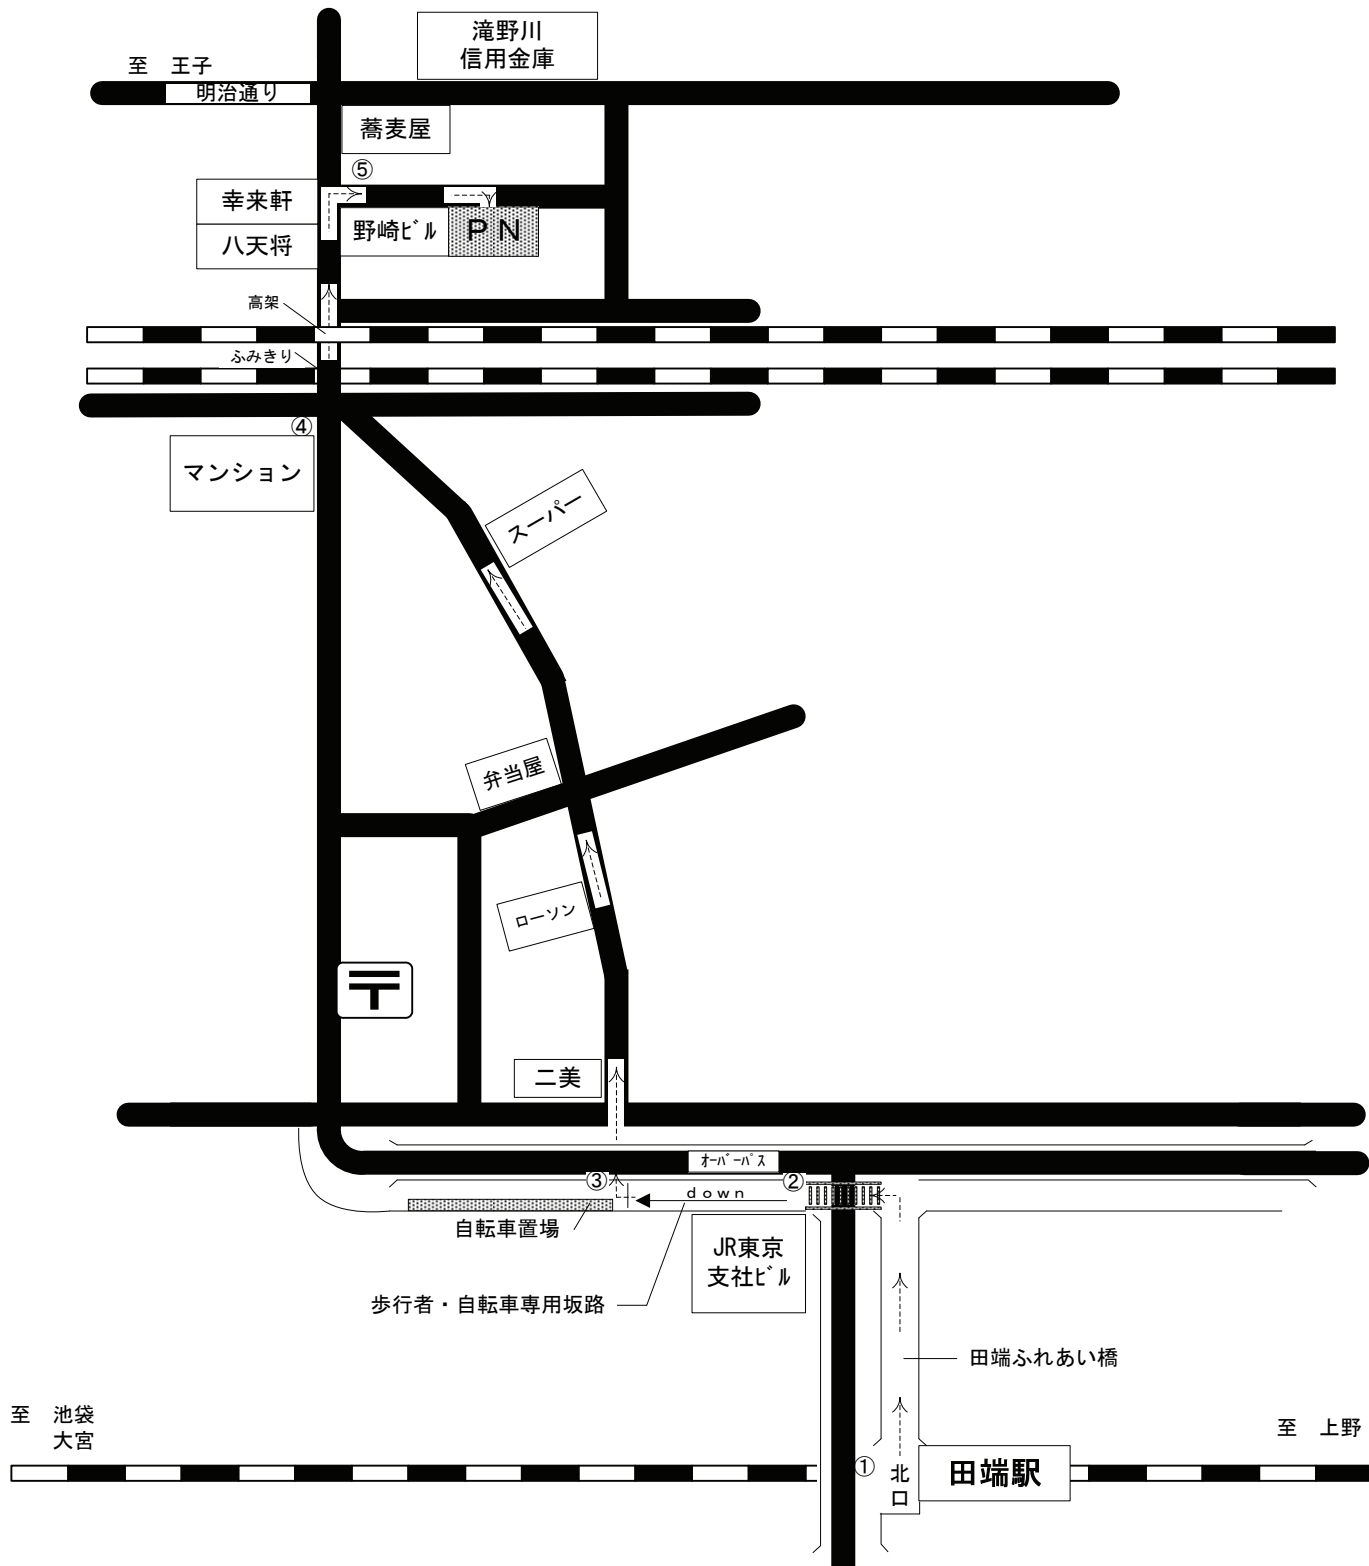 滝野川
信用金庫
至　王子
明治通り
蕎麦屋
⑤
幸来軒
八天将
野崎ﾋﾞﾙ
ＰＮ
高架
ふみきり
④
マンション
スーパー
弁当屋
ローソン
〒
二美
ｵｰﾊﾞｰﾊﾟｽ
③
②
ｄｏｗｎ
自転車置場
JR東京
支社ﾋﾞﾙ
歩行者・自転車専用坂路
田端ふれあい橋
至　池袋
大宮
至　上野
①
北口
田端駅